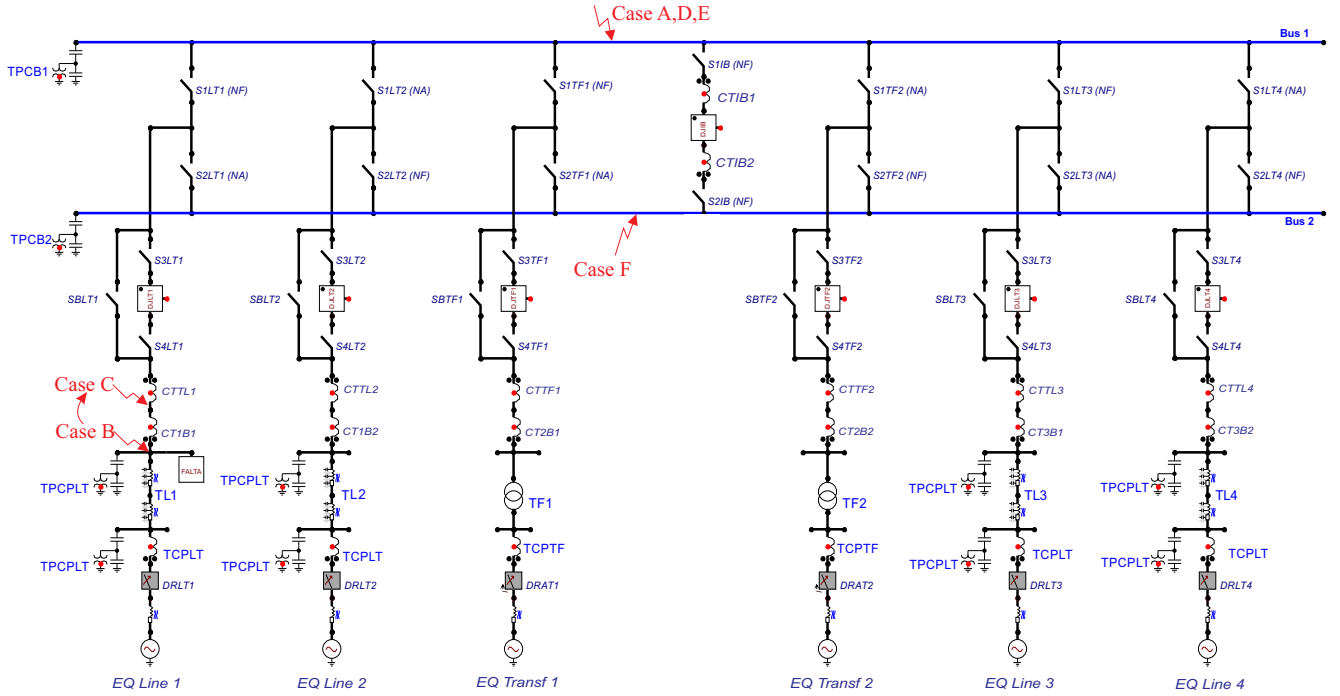 Case A,D,E
Bus 1
TPCB1
S1LT1 (NF)
S1LT2 (NA)
S1TF1 (NF)
S1IB (NF)
CTIB1
DJIB
CTIB2
S2IB (NF)
S1TF2 (NA)
S1LT3 (NF)
S1LT4 (NA)
S2LT1 (NA)
S2LT2 (NF)
S2TF1 (NA)
S2TF2 (NF)
S2LT3 (NA)
S2LT4 (NF)
Bus 2
TPCB2
Case F
S3LT1
S3LT2
S3TF1
S3TF2
S3LT3
S3LT4
SBLT1
DJLT1
SBLT2
DJLT2
SBTF1
DJTF1
SBTF2
DJTF2
SBLT3
DJLT3
SBLT4
DJLT4
S4LT1
S4LT2
S4TF1
S4TF2
S4LT3
S4LT4
Case C
CTTL1
CTTL2
CTTF1
CTTF2
CTTL3
CTTL4
Case B
CT1B1
CT1B2
CT2B1
CT2B2
CT3B1
CT3B2
FALTA
TPCPLT
TL1
TPCPLT
TL2
TF1
TF2
TPCPLT
TL3
TPCPLT
TL4
TPCPLT
TCPLT
TPCPLT
TCPLT
TCPTF
TCPTF
TPCPLT
TCPLT
TPCPLT
TCPLT
DRLT1
DRLT2
DRAT1
DRAT2
DRLT3
DRLT4
EQ Line 1
EQ Line 2
EQ Transf 1
EQ Transf 2
EQ Line 3
EQ Line 4